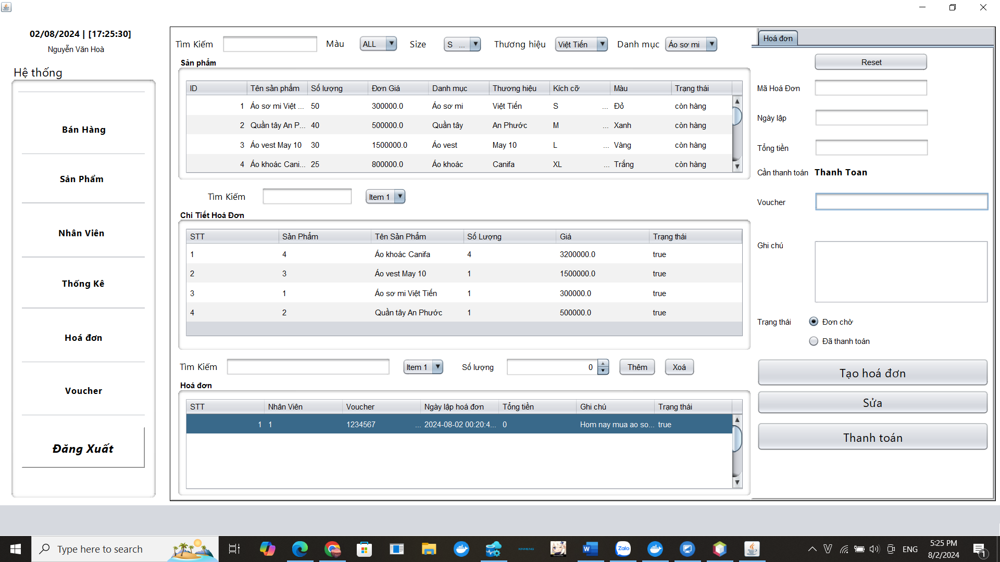 02/08/2024 | [17:25:30]
Nguyễn Văn Hoà
Hệ thống
Bán Hàng
Sản Phẩm
Nhân Viên
Thống Kê
Hoá đơn
Voucher
Đăng Xuất
Tìm Kiếm Màu ALL Size S ... Thương hiệu Việt Tiến Danh mục Áo sơ mi
Sản phẩm
ID Tên sản phẩm Số lượng Đơn Giá Danh mục Thương hiệu Kích cỡ Màu Trạng thái
1 Áo sơ mi Việt ... 50 300000.0 Áo sơ mi Việt Tiến S ... Đỏ còn hàng
2 Quần tây An P... 40 500000.0 Quần tây An Phước M ... Xanh còn hàng
3 Áo vest May 10 30 1500000.0 Áo vest May 10 L ... Vàng còn hàng
4 Áo khoác Cani... 25 800000.0 Áo khoác Canifa XL ... Trắng còn hàng
Tìm Kiếm Item 1
Chi Tiết Hoá Đơn
STT Sản Phẩm Tên Sản Phẩm Số Lượng Giá Trạng thái
1 4 Áo khoác Canifa 4 3200000.0 true
2 3 Áo vest May 10 1 1500000.0 true
3 1 Áo sơ mi Việt Tiến 1 300000.0 true
4 2 Quần tây An Phước 1 500000.0 true
Tìm Kiếm Item 1 Số lượng 0 Thêm Xoá
Hoá đơn
STT Nhân Viên Voucher Ngày lập hoá đơn Tổng tiền Ghi chú Trạng thái
1 1 1234567 ... 2024-08-02 00:20:4... 0 Hom nay mua ao so... true
Hoá đơn
Reset
Mã Hoá Đơn
Ngày lập
Tổng tiền
Cần thanh toán Thanh Toan
Voucher
Ghi chú
Trạng thái Đơn chờ
Đã thanh toán
Tạo hoá đơn
Sửa
Thanh toán
Type here to search
Zalo
ENG
5:25 PM
8/2/2024
1